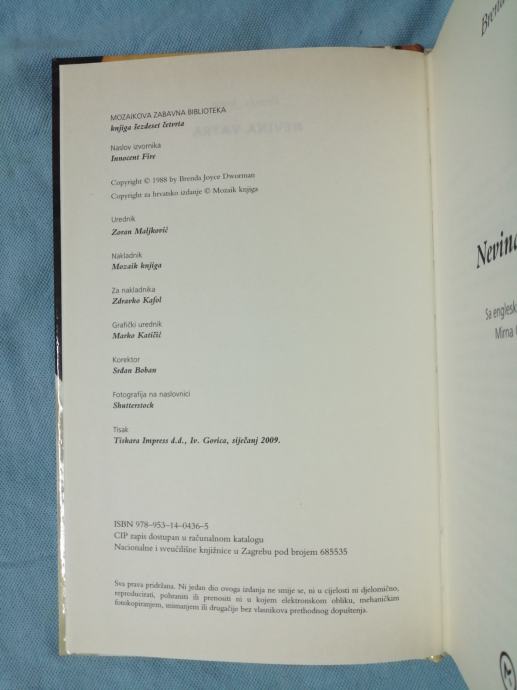 MOZAIKOVA ZABAVNA BIBLIOTEKA
knjiga šezdeset četvrta
Naslov izvornika
Innocent Fire
Copyright © 1988 by Brenda Joyce Dworman
Copyright za hrvatsko izdanje © Mozaik knjiga
Urednik
Zoran Maljković
Nakladnik
Mozaik knjiga
Za nakladnika
Zdravko Kafol
Grafički urednik
Marko Katičić
Korektor
Srđan Boban
Fotografija na naslovnici
Shutterstock
Tisak
Tiskara Impress d.d., Iv. Gorica, siječanj 2009.
ISBN 978-953-14-0436-5
CIP zapis dostupan u računalnom katalogu
Nacionalne i sveučilišne knjižnice u Zagrebu pod brojem 685535
Sva prava pridržana. Ni jedan dio ovoga izdanja ne smije se, ni u cijelosti ni djelomično,
reproducirati, pohraniti ili prenositi ni u kojem elektronskom obliku, mehaničkim
fotokopiranjem, snimanjem ili drugačije bez vlasnikova prethodnog dopuštenja.
Sa
Mirna